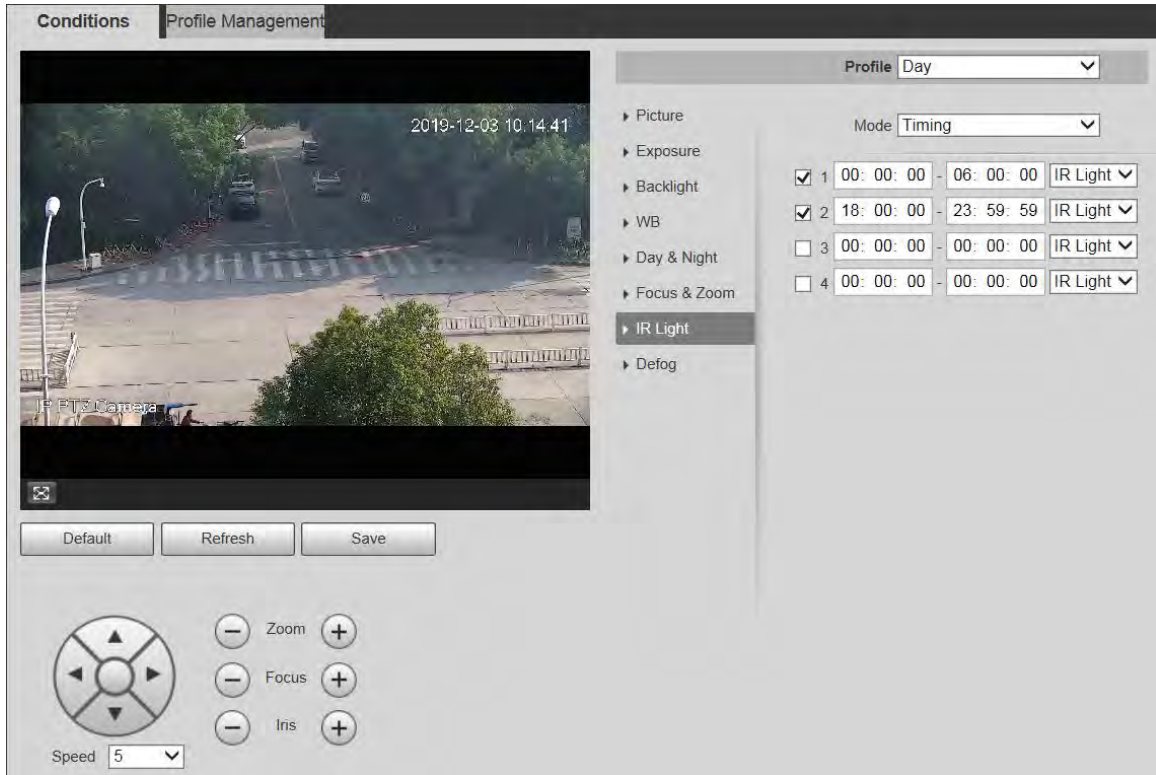 Conditions
Profile Management
2019-12-03 10:14:41
IP PTZ Camera
Default
Refresh
Save
Zoom
Focus
Iris
Speed 5
Profile Day
Picture
Exposure
Backlight
WB
Day & Night
Focus & Zoom
IR Light
Defog
Mode Timing
1 00: 00: 00 - 06: 00: 00 IR Light
2 18: 00: 00 - 23: 59: 59 IR Light
3 00: 00: 00 - 00: 00: 00 IR Light
4 00: 00: 00 - 00: 00: 00 IR Light